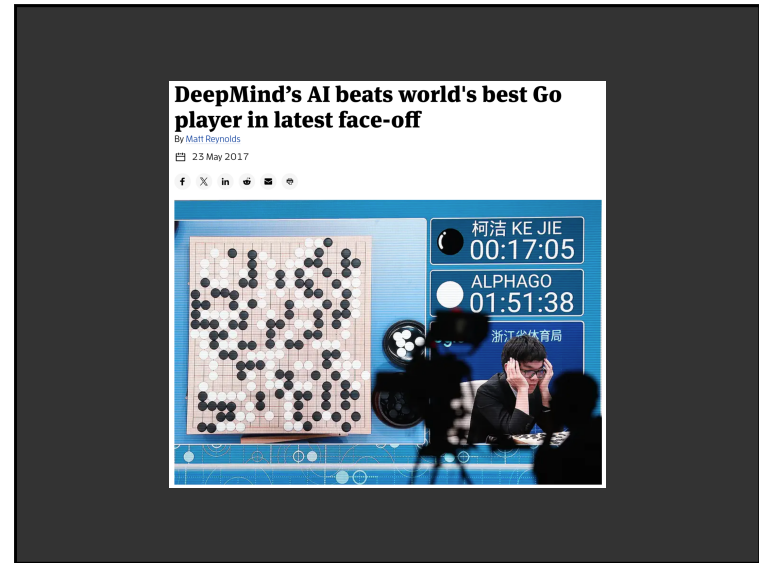 DeepMind’s AI beats world's best Go
player in latest face-off
By Matt Reynolds
23 May 2017
柯洁 KE JIE
00:17:05
ALPHAGO
01:51:38
浙江省体育局